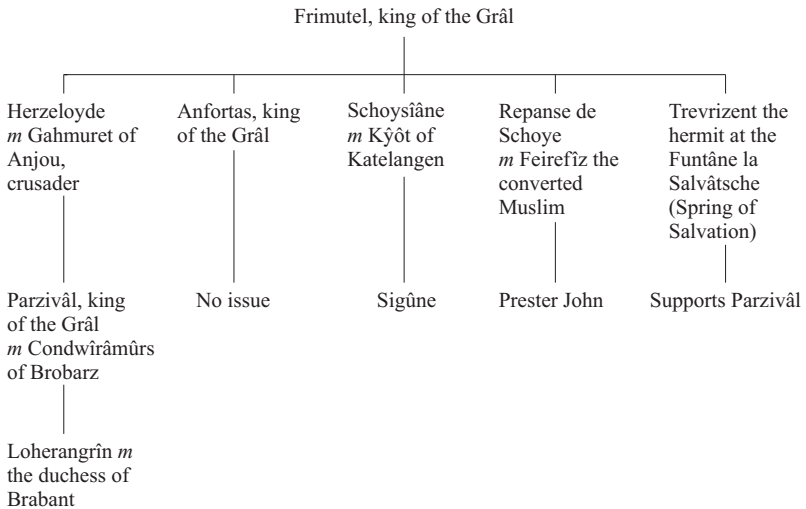 Frimutel, king of the Grâl
Herzeloyde
m Gahmuret of
Anjou,
crusader
Anfortas, king
of the Grâl
Schoysîâne
m Kŷôt of
Katelangen
Repanse de
Schoye
m Feirefîz the
converted
Muslim
Trevrizent the
hermit at the
Funtâne la
Salvâtsche
(Spring of
Salvation)
Parzivâl, king
of the Grâl
m Condwîrâmûrs
of Brobarz
No issue
Sigûne
Prester John
Supports Parzivâl
Loherangrîn m
the duchess of
Brabant